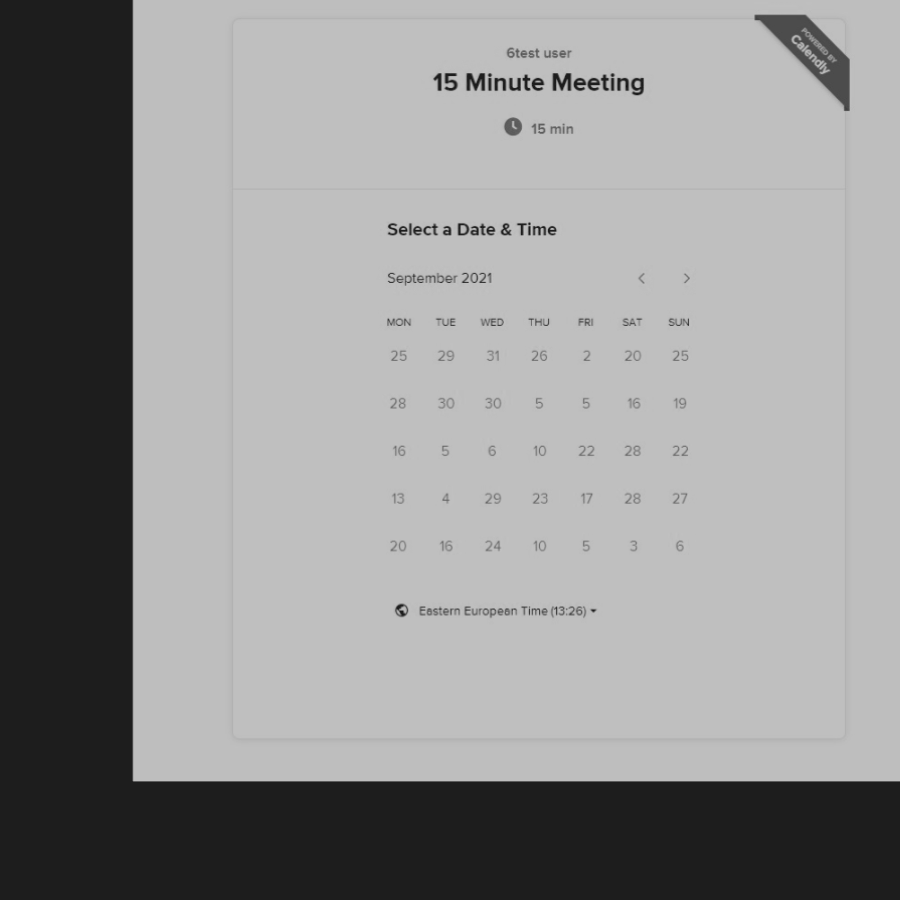 POWERED BY
Calendly
6test user
15 Minute Meeting
15 min
Select a Date & Time
September 2021
MON TUE WED THU FRI SAT SUN
25 29 31 26 2 20 25
28 30 30 5 5 16 19
16 5 6 10 22 28 22
13 4 29 23 17 28 27
20 16 24 10 5 3 6
Eastern European Time (13:26)